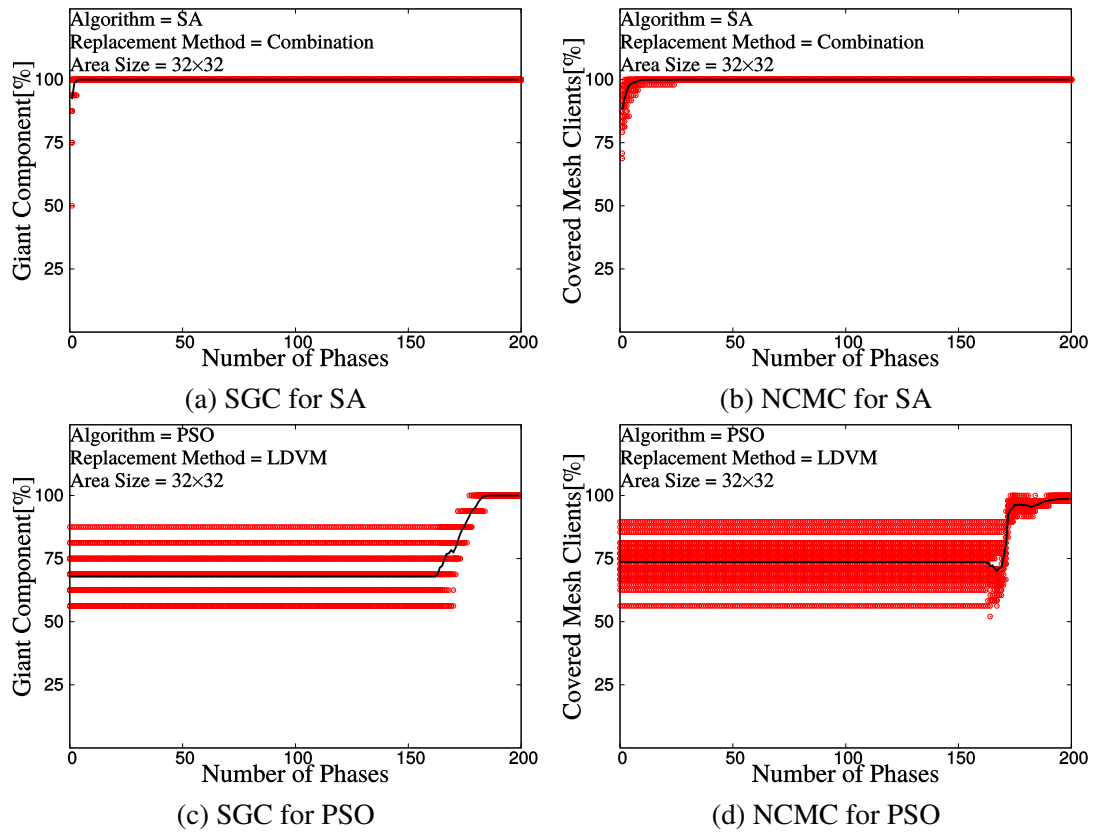 Algorithm = SA
Replacement Method = Combination
Area Size = 32×32
Giant Component[%]
100
75
50
25
0
50
100
150
200
Number of Phases
(a) SGC for SA
Algorithm = SA
Replacement Method = Combination
Area Size = 32×32
Covered Mesh Clients[%]
100
75
50
25
0
50
100
150
200
Number of Phases
(b) NCMC for SA
Algorithm = PSO
Replacement Method = LDVM
Area Size = 32×32
Giant Component[%]
100
75
50
25
0
50
100
150
200
Number of Phases
(c) SGC for PSO
Algorithm = PSO
Replacement Method = LDVM
Area Size = 32×32
Covered Mesh Clients[%]
100
75
50
25
0
50
100
150
200
Number of Phases
(d) NCMC for PSO